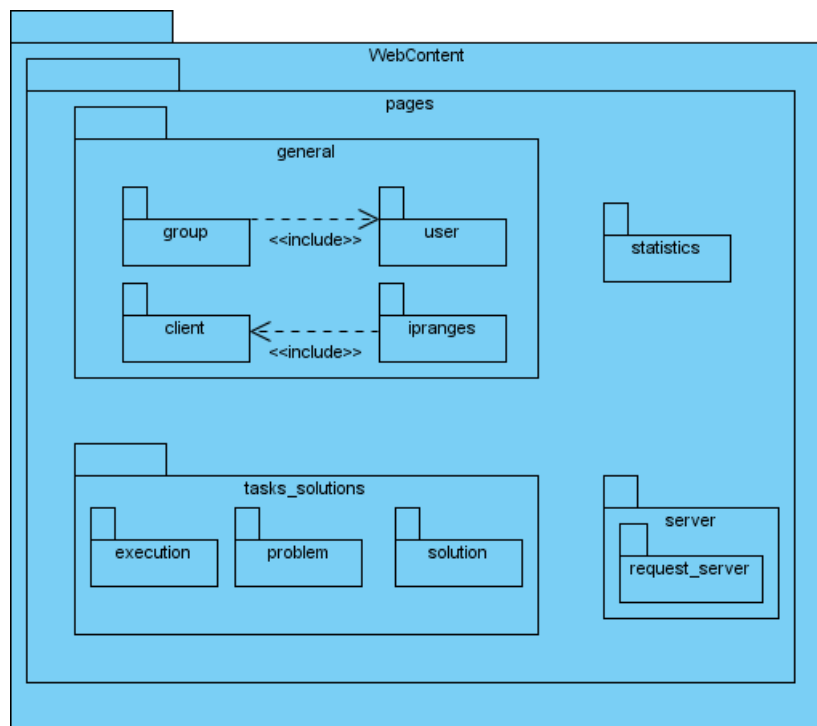 WebContent
pages
general
group
<<include>>
user
statistics
client
<<include>>
ipranges
tasks_solutions
execution
problem
solution
server
request_server